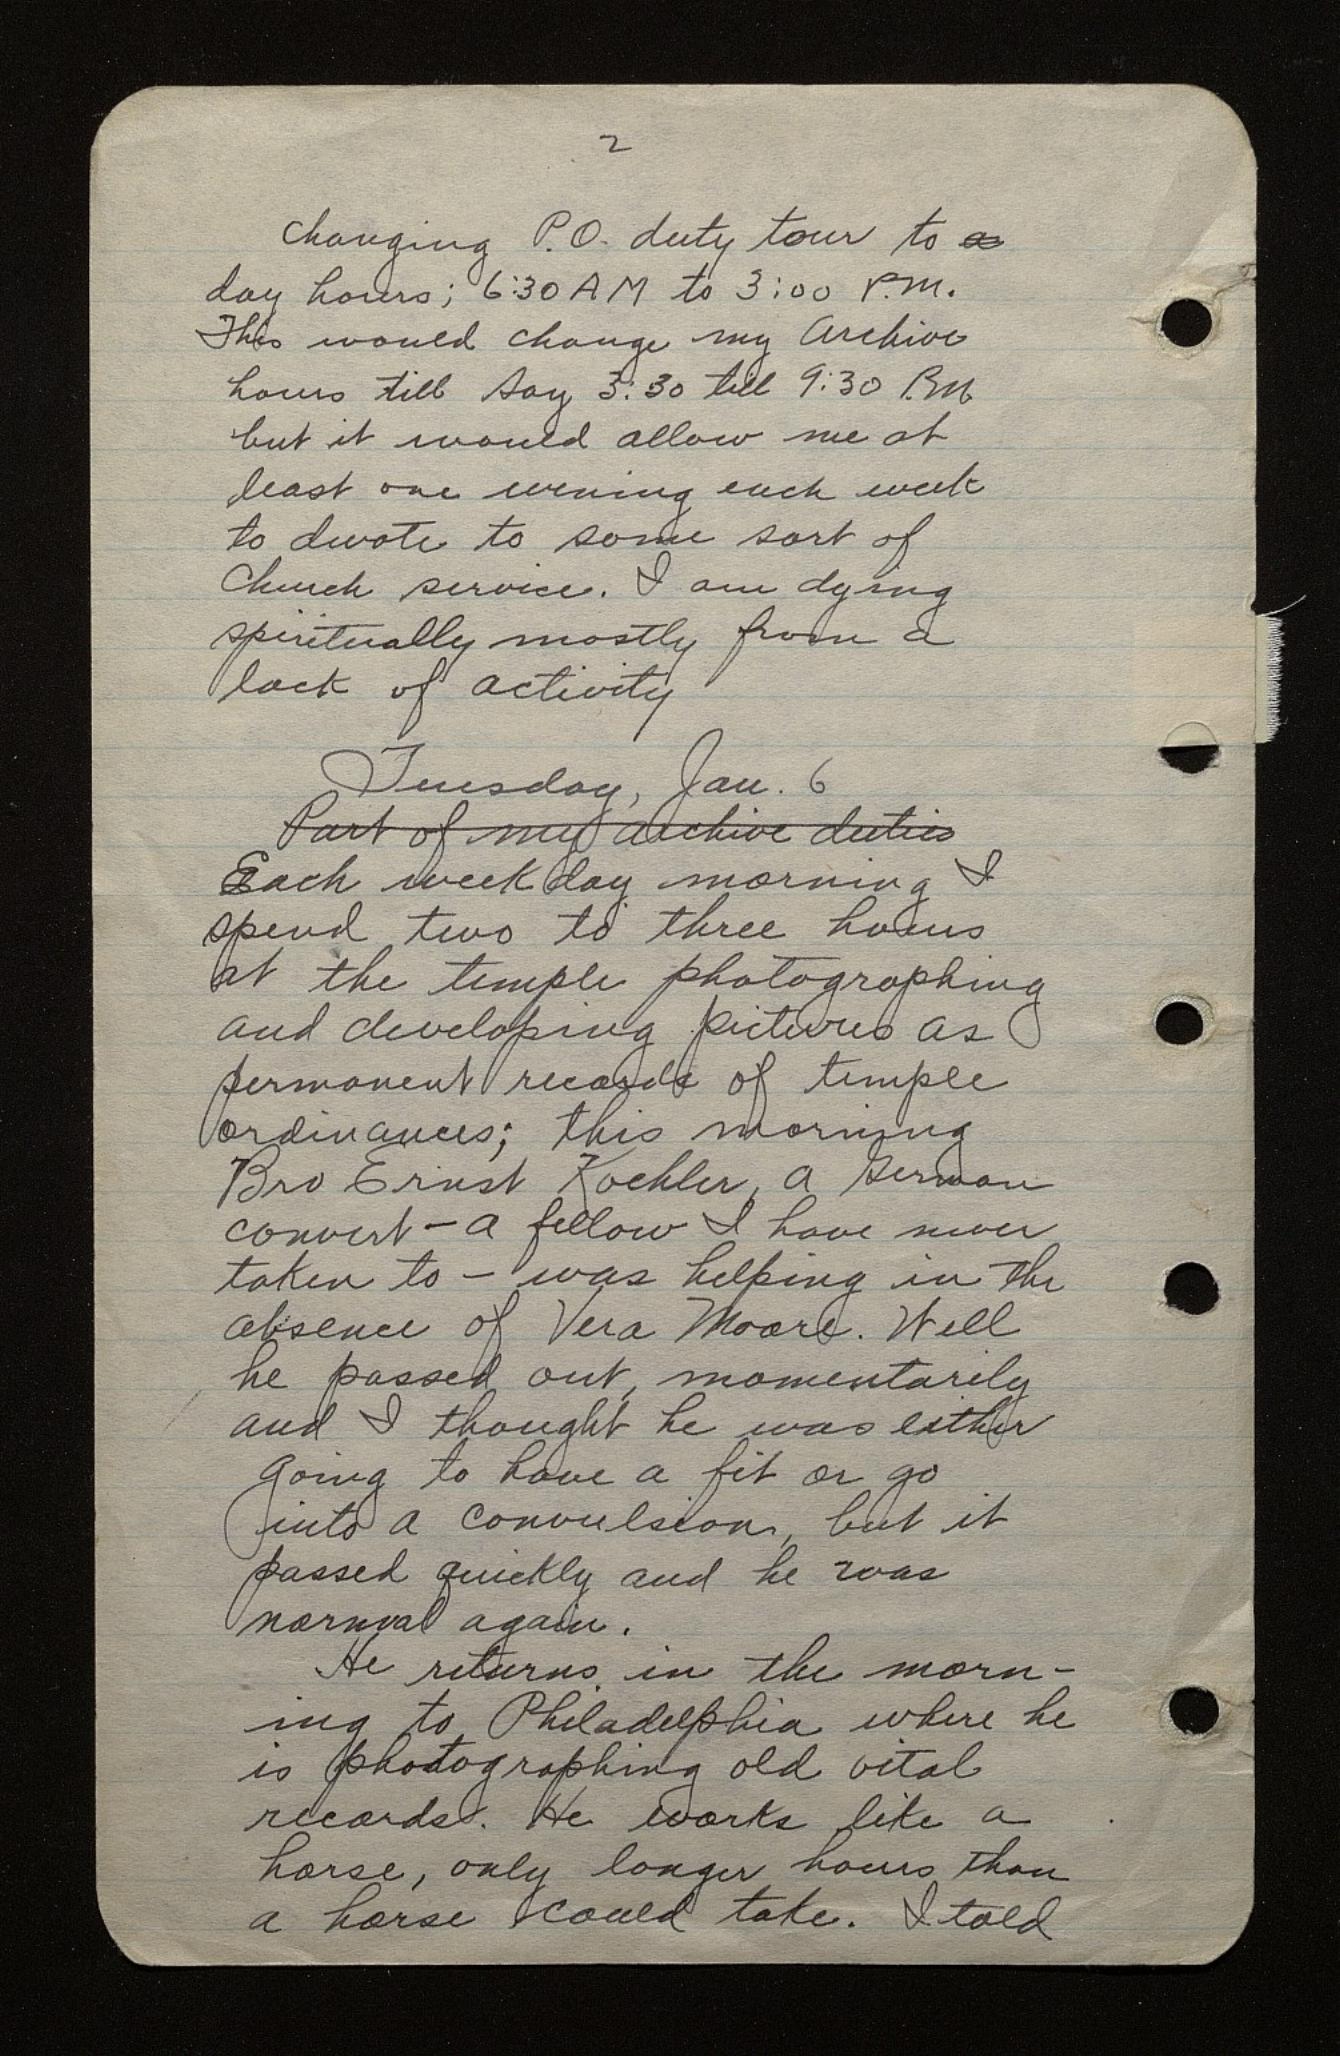 2
changing P.O. duty tour to a
day hours; 6:30 AM to 3:00 P.M.
This would change my Archive
hours till say 3:30 till 9:30 P.M.
but it would allow me at
least one evening each week
to devote to some sort of
Church service. I am dying
spiritually mostly from a
lack of activity
Tuesday, Jan. 6
Part of my archive duties
Each week day morning I
spend two to three hours
at the temple photographing
and developing pictures as
permanent records of temple
ordinances; this morning
Bro Ernst Koehler, a German
convert - a fellow I have never
taken to - was helping in the
absence of Vera Moore. Well
he passed out, momentarily
and I thought he was either
going to have a fit or go
into a convulsion, but it
passed quickly and he was
normal again.
He returns in the morn-
ing to Philadelphia where he
is photographing old vital
records. He works like a
horse, only longer hours than
a horse could take. I told